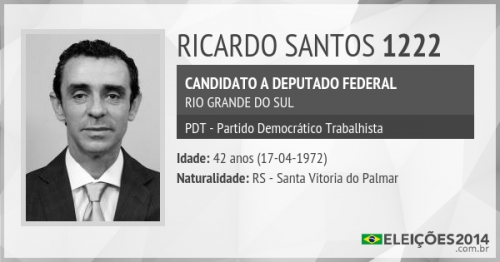 RICARDO SANTOS 1222
CANDIDATO A DEPUTADO FEDERAL
RIO GRANDE DO SUL
PDT - Partido Democrático Trabalhista
Idade: 42 anos (17-04-1972)
Naturalidade: RS - Santa Vitoria do Palmar
ELEIÇÕES2014
.com.br